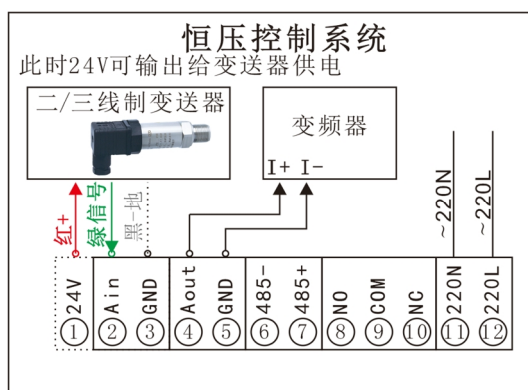 恒压控制系统
此时24V可输出给变送器供电
二/三线制变送器
变频器
I+ I-
红+
绿信号
黑-地
~220N
~220L
24V Ain GND Aout GND 485- 485+ NO COM NC 220N 220L
① ② ③ ④ ⑤ ⑥ ⑦ ⑧ ⑨ ⑩ ⑪ ⑫